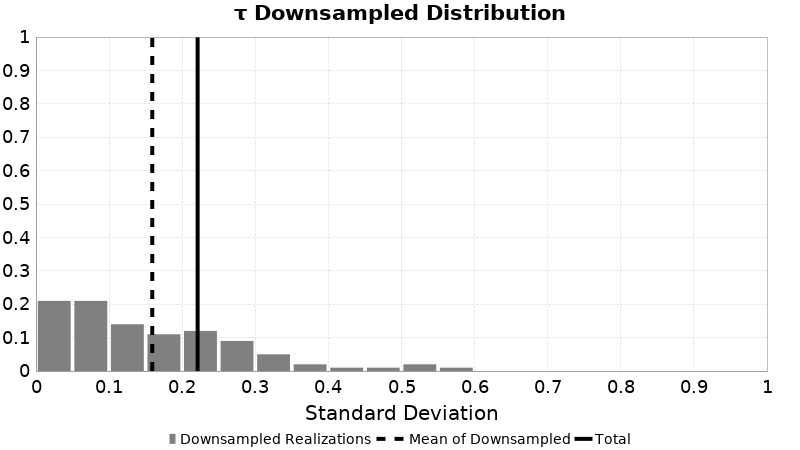 τ Downsampled Distribution
1
0.9
0.8
0.7
0.6
0.5
0.4
0.3
0.2
0.1
0
0 0.1 0.2 0.3 0.4 0.5 0.6 0.7 0.8 0.9 1
Standard Deviation
Downsampled Realizations Mean of Downsampled Total